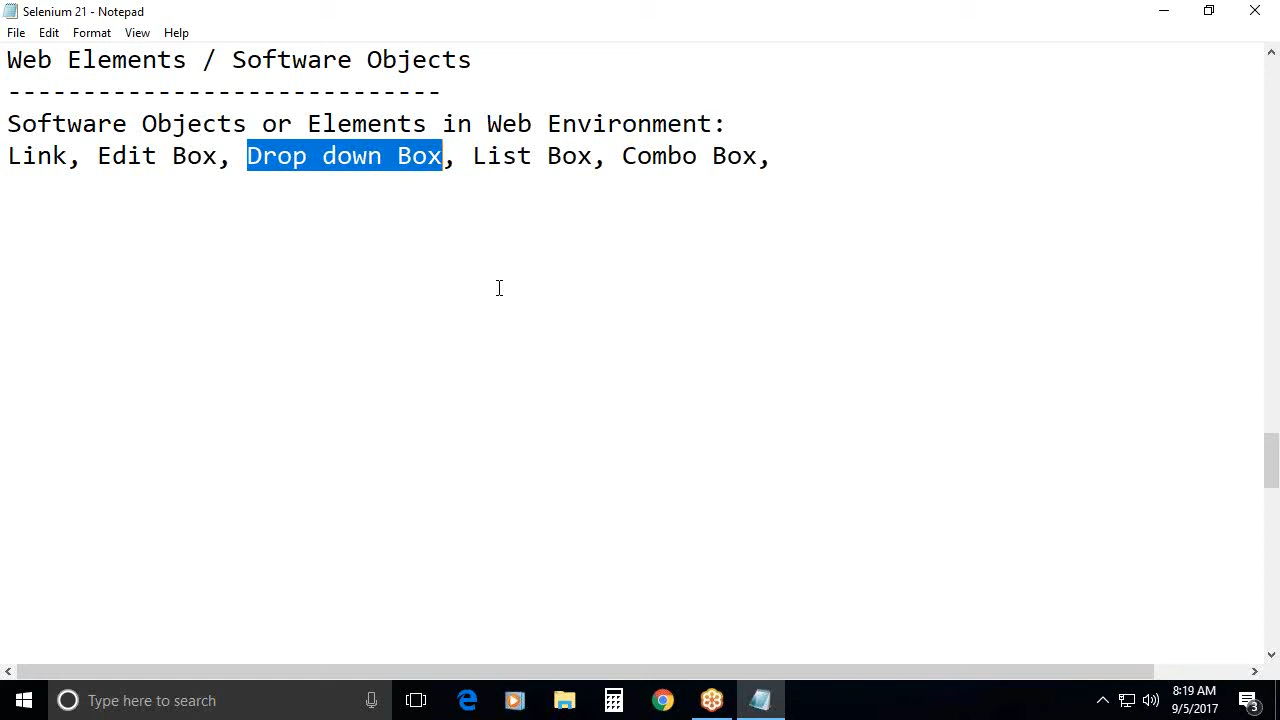 Selenium 21 - Notepad
File Edit Format View Help
Web Elements / Software Objects
-----------------------------
Software Objects or Elements in Web Environment:
Link, Edit Box, Drop down Box, List Box, Combo Box,
Type here to search
8:19 AM
9/5/2017
3